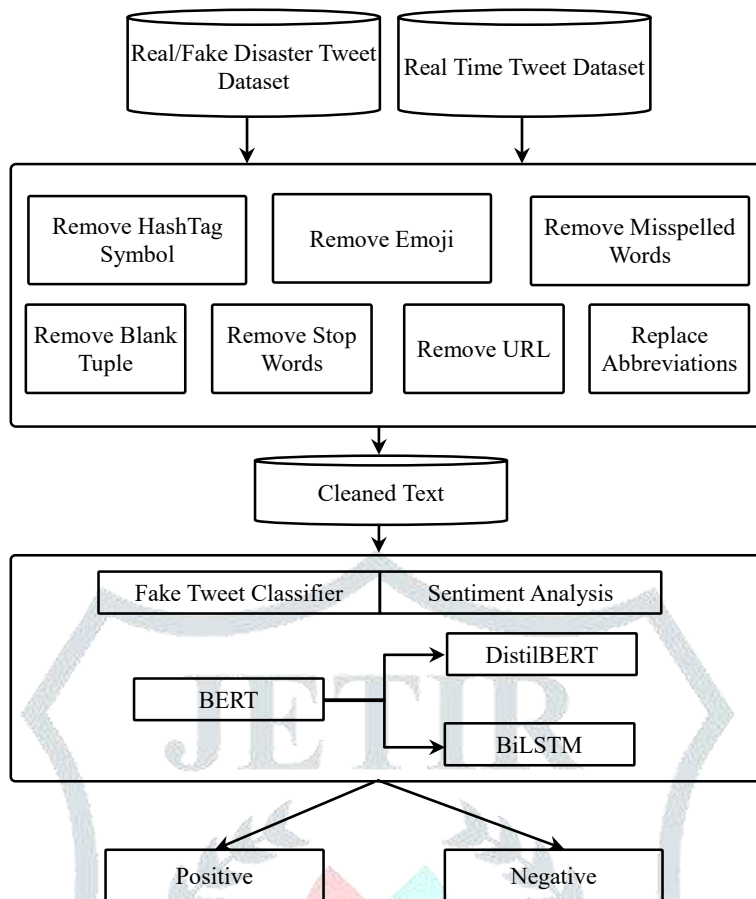 Real/Fake Disaster Tweet
Dataset
Real Time Tweet Dataset
Remove HashTag
Symbol
Remove Emoji
Remove Misspelled
Words
Remove Blank
Tuple
Remove Stop
Words
Remove URL
Replace
Abbreviations
Cleaned Text
Fake Tweet Classifier
Sentiment Analysis
DistilBERT
BERT
BiLSTM
JETIR
Positive
Negative